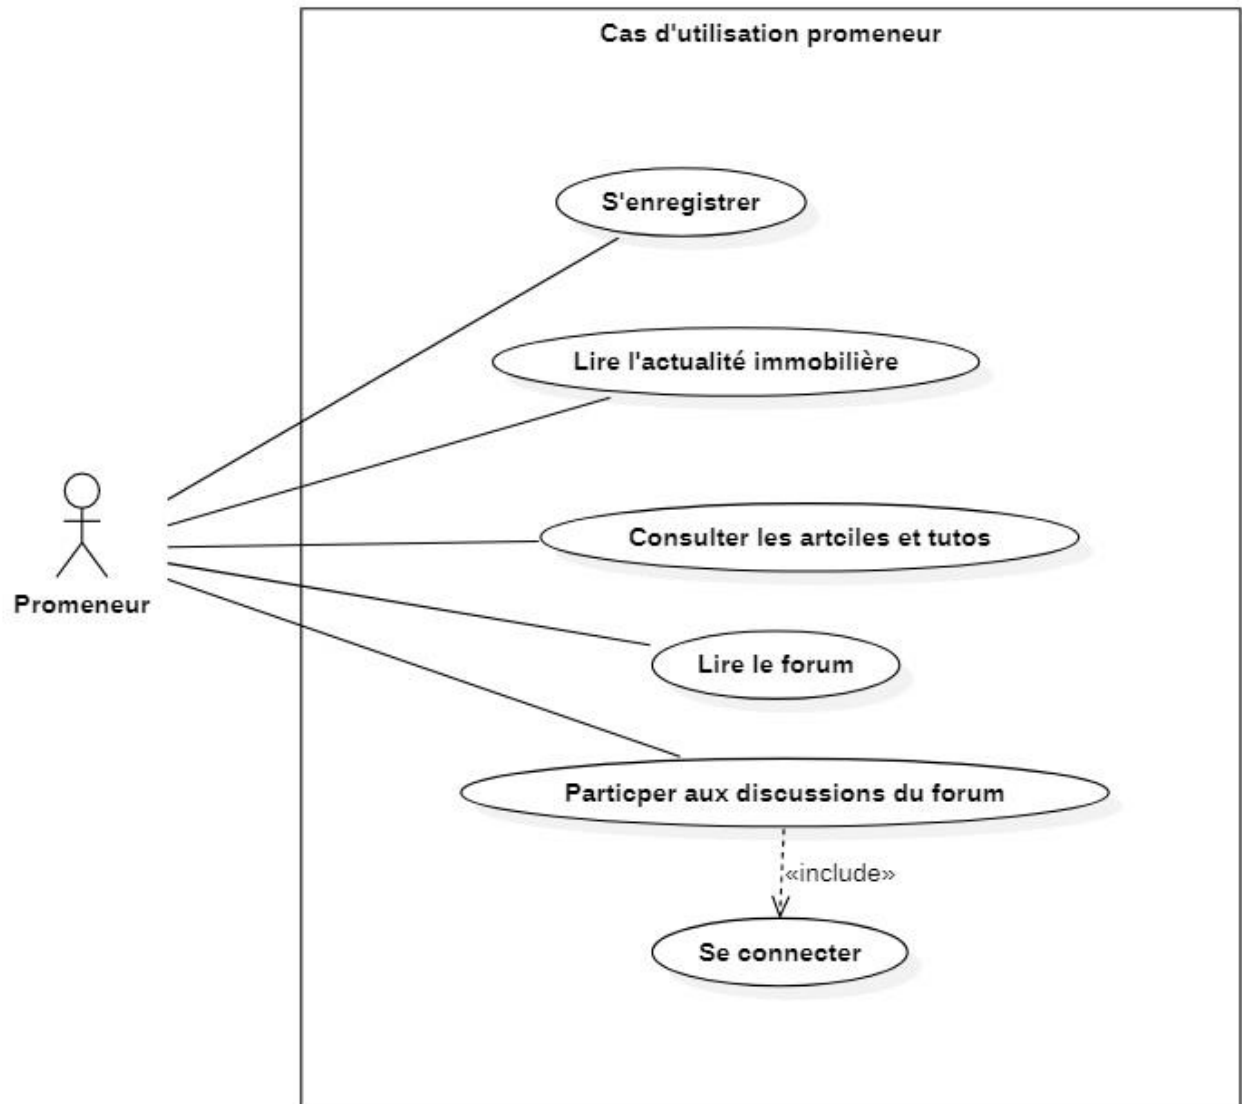 Cas d'utilisation promeneur
S'enregistrer
Lire l'actualité immobilière
Consulter les artciles et tutos
Promeneur
Lire le forum
Particper aux discussions du forum
«include»
Se connecter